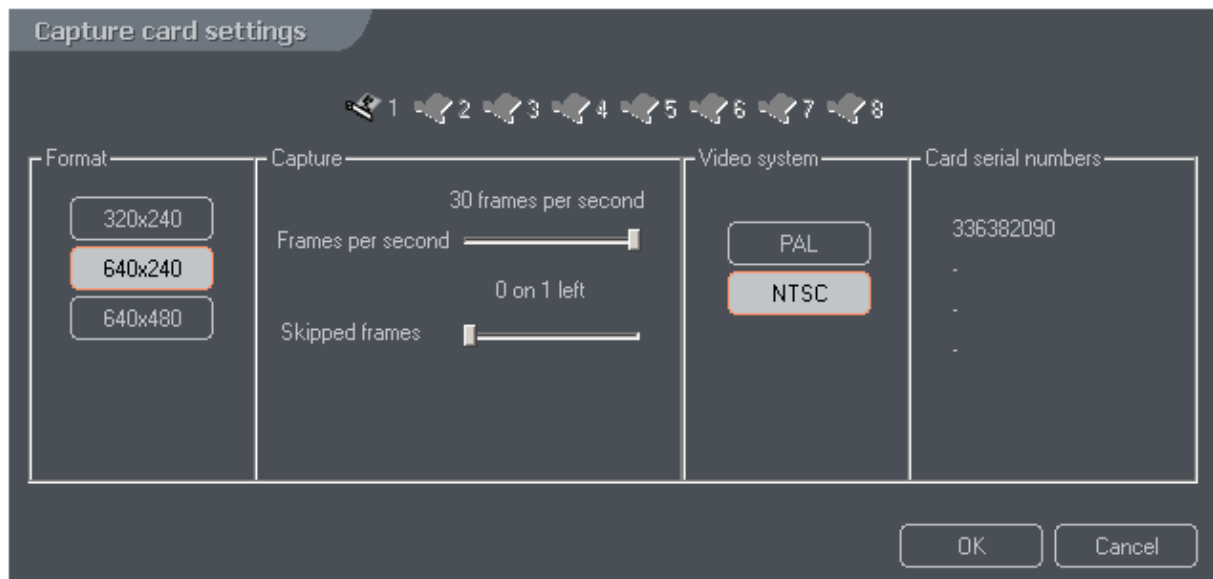 Capture card settings
1 2 3 4 5 6 7 8
Format
320x240
640x240
640x480
Capture
30 frames per second
Frames per second
0 on 1 left
Skipped frames
Video system
PAL
NTSC
Card serial numbers
336382090
-
-
-
OK
Cancel